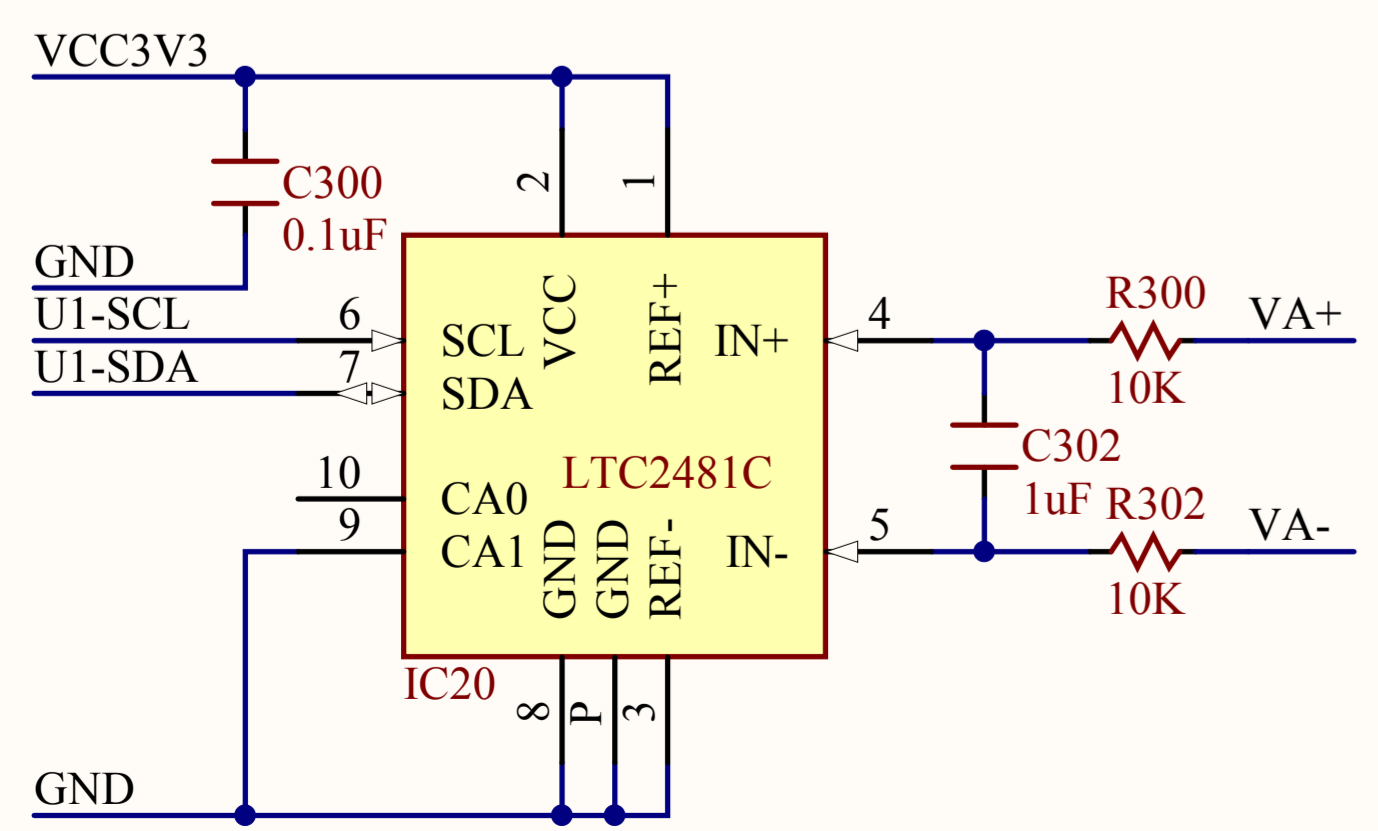 VCC3V3
C300
0.1uF
GND
U1-SCL
U1-SDA
2
1
6
7
10
9
SCL
SDA
CA0
CA1
VCC
REF+
IN+
IN-
LTC2481C
GND
GND
REF-
IC20
8
P
3
GND
4
5
R300
10K
VA+
C302
1uF
R302
10K
VA-